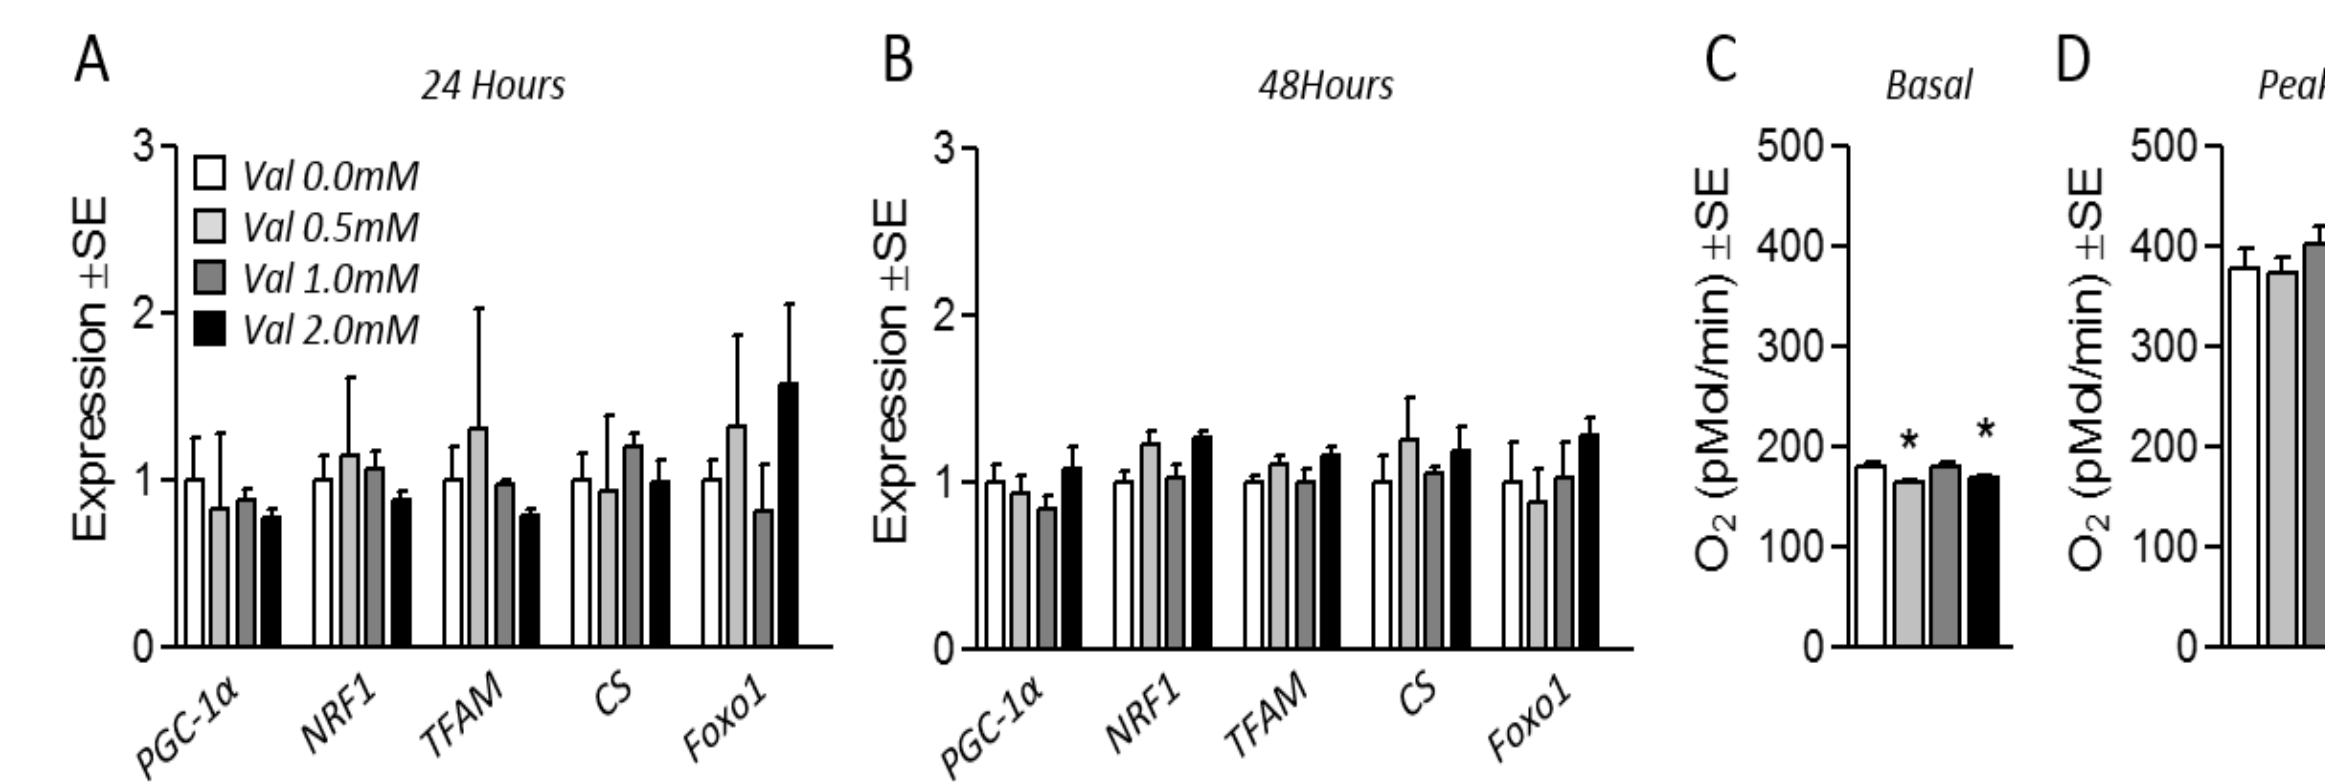 A
24 Hours
Expression ±SE
3
2
1
0
Val 0.0mM
Val 0.5mM
Val 1.0mM
Val 2.0mM
PGC-1α
NRF1
TFAM
CS
Foxo1
B
48Hours
Expression ±SE
3
2
1
0
PGC-1α
NRF1
TFAM
CS
Foxo1
C
Basal
O2 (pMol/min) ±SE
500
400
300
200
100
0
*
*
D
Peak
O2 (pMol/min) ±SE
500
400
300
200
100
0